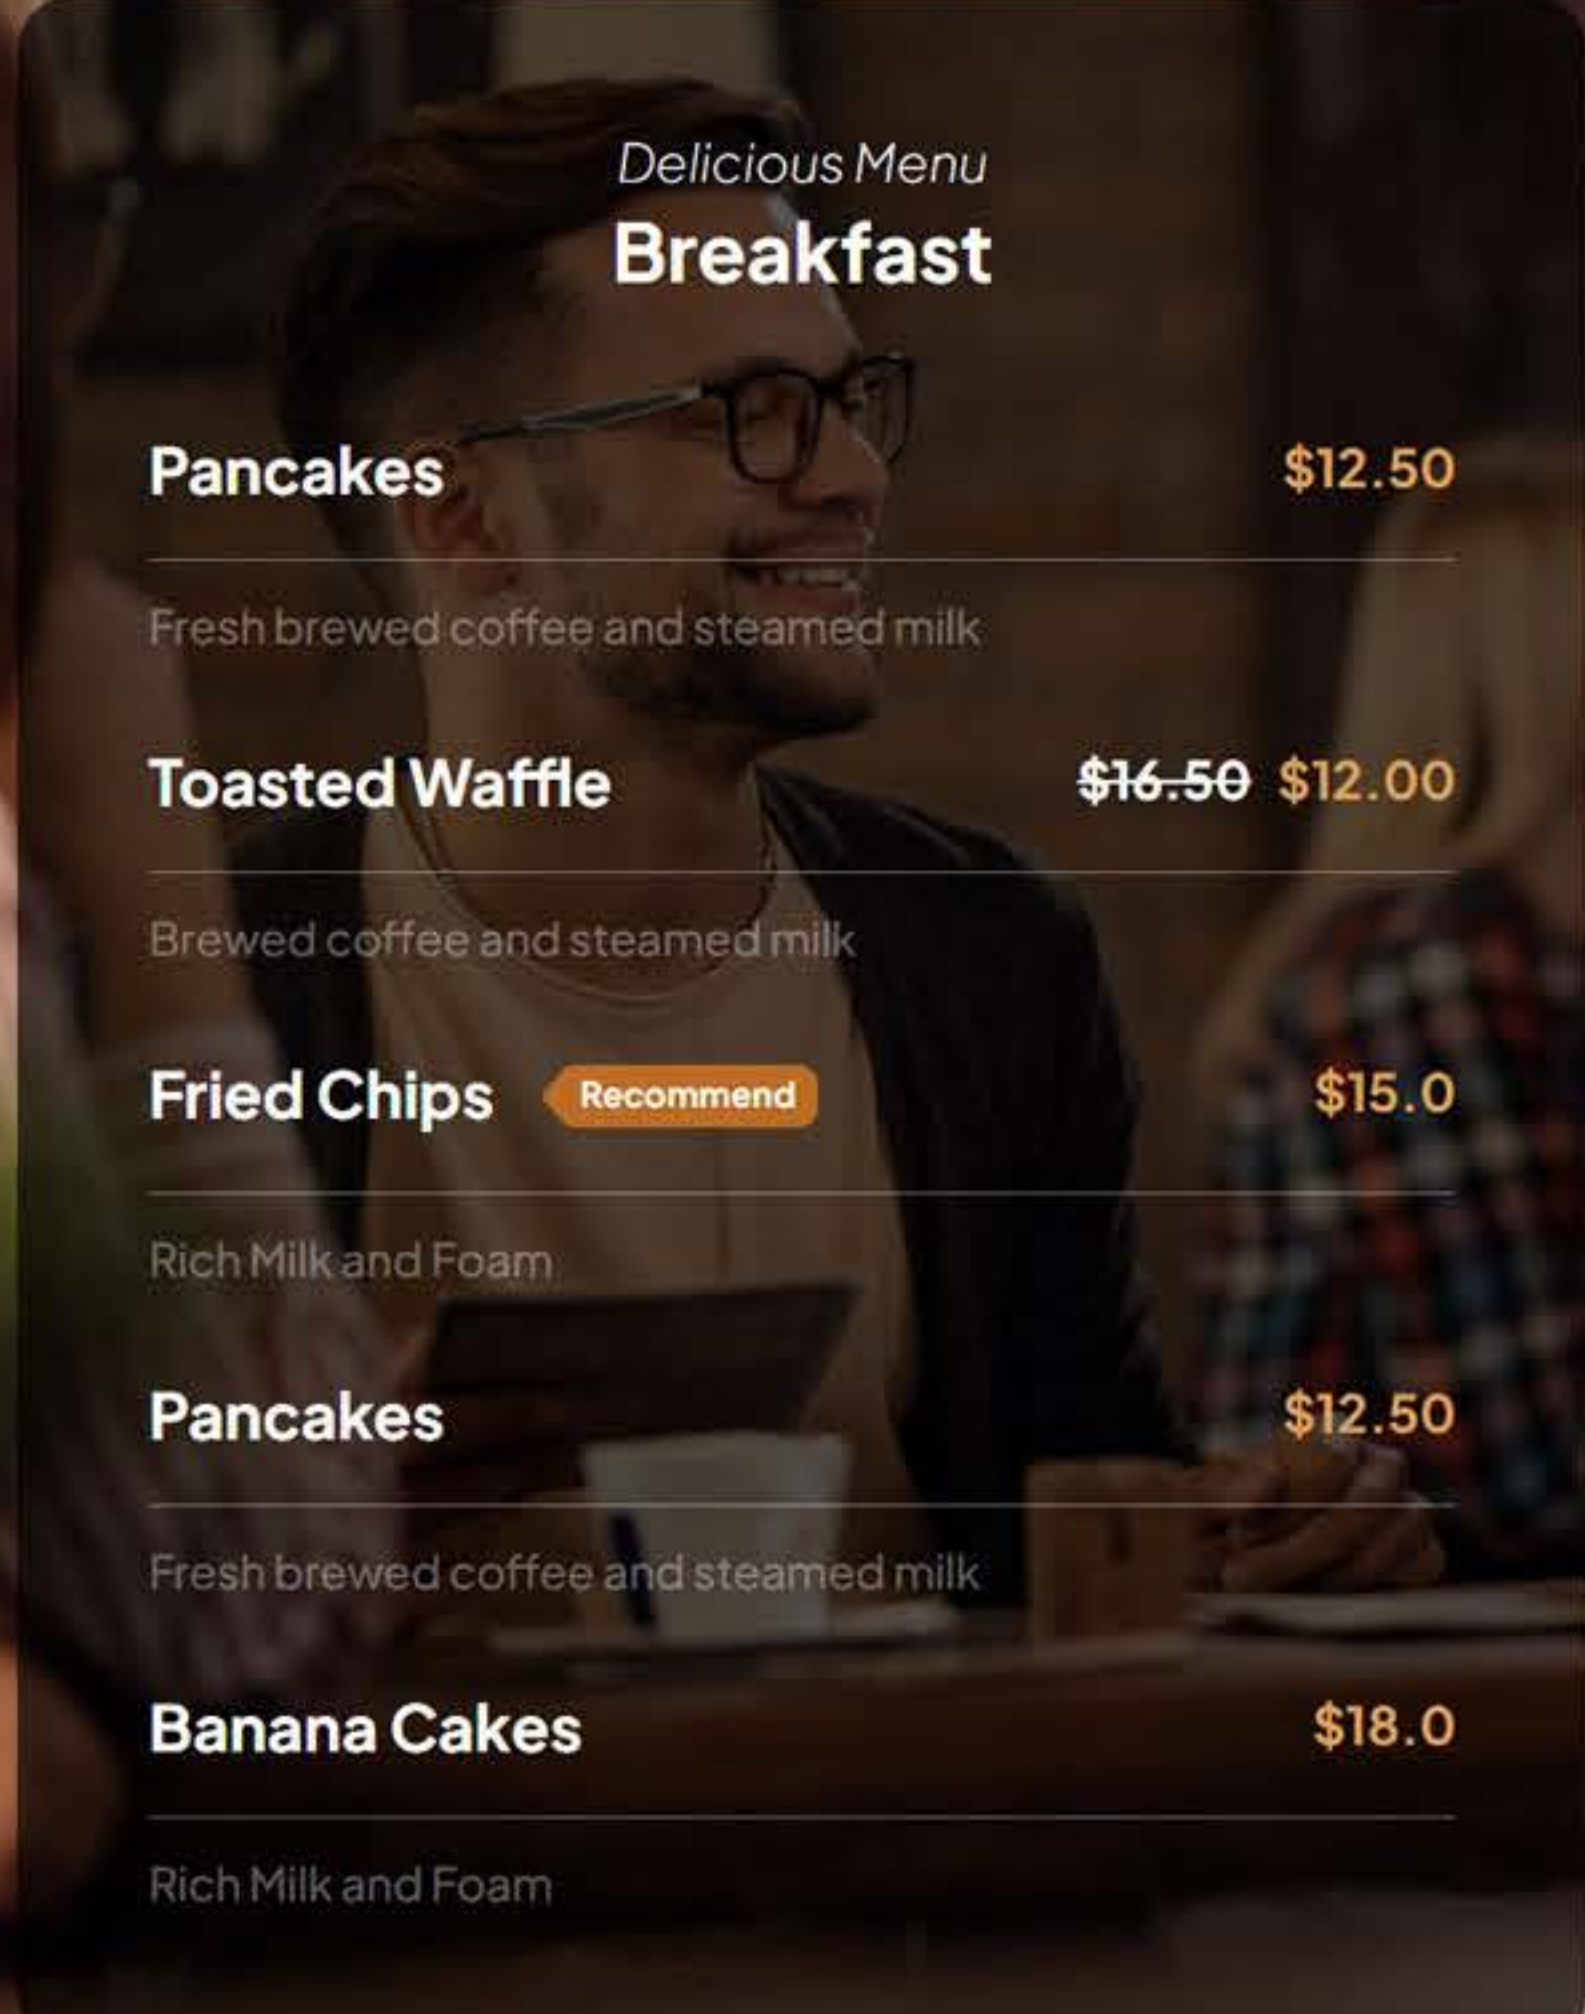 Delicious Menu
Breakfast
Pancakes $12.50
Fresh brewed coffee and steamed milk
Toasted Waffle $16.50 $12.00
Brewed coffee and steamed milk
Fried Chips Recommend $15.0
Rich Milk and Foam
Pancakes $12.50
Fresh brewed coffee and steamed milk
Banana Cakes $18.0
Rich Milk and Foam